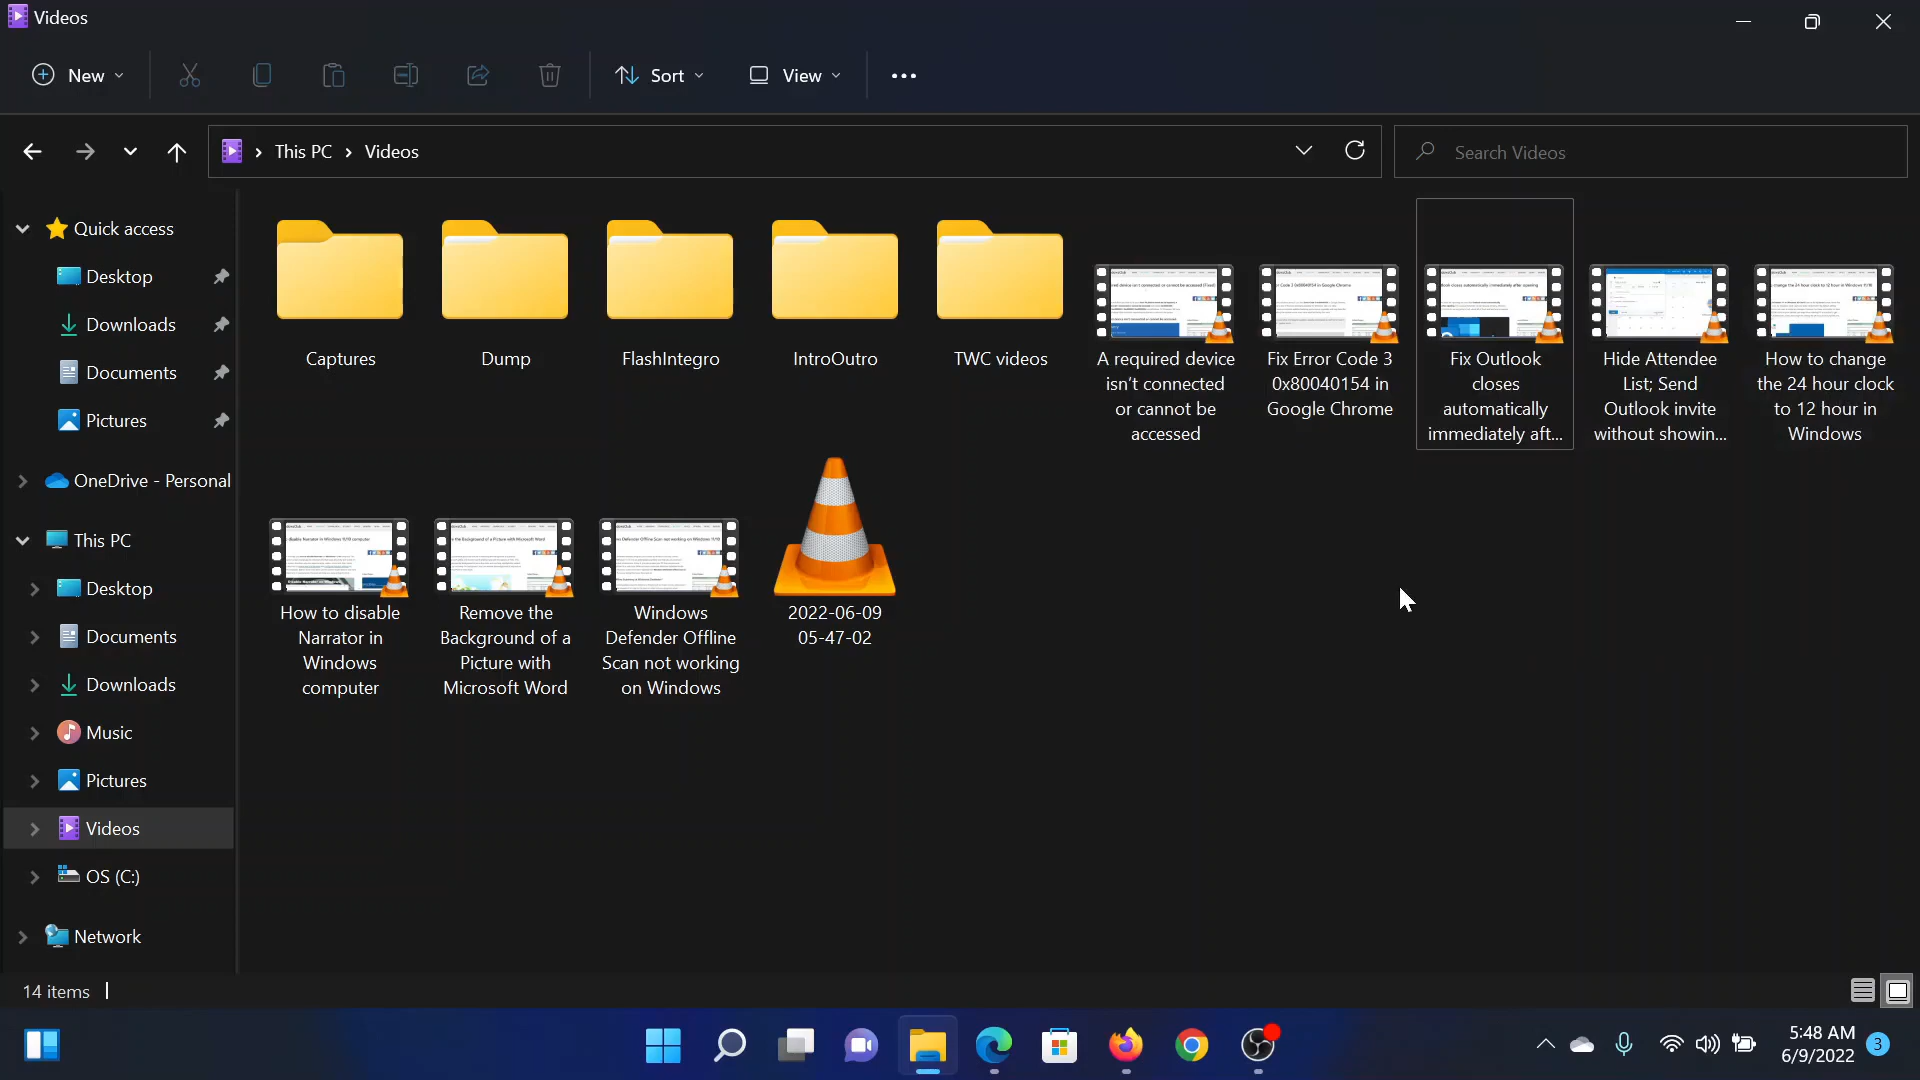 Videos
New
Sort
View
This PC
Videos
Search Videos
Quick access
Desktop
Downloads
Documents
Pictures
OneDrive - Personal
This PC
Desktop
Documents
Downloads
Music
Pictures
Videos
OS (C:)
Network
Captures
Dump
FlashIntegro
IntroOutro
TWC videos
A required device
isn't connected
or cannot be
accessed
Fix Error Code 3
0x80040154 in
Google Chrome
Fix Outlook
closes
automatically
immediately aft...
Hide Attendee
List; Send
Outlook invite
without showin...
How to change
the 24 hour clock
to 12 hour in
Windows
How to disable
Narrator in
Windows
computer
Remove the
Background of a
Picture with
Microsoft Word
Windows
Defender Offline
Scan not working
on Windows
2022-06-09
05-47-02
14 items
5:48 AM
6/9/2022
3